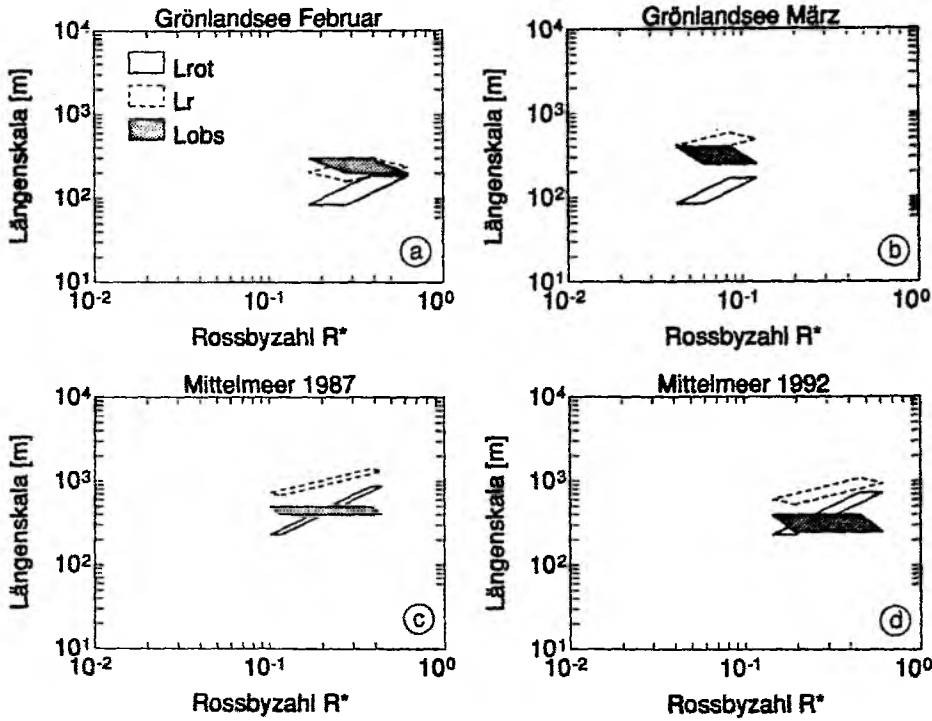 Grönlandsee Februar
Längenskala [m]
10⁴
10³
10²
10¹
Lrot
Lr
Lobs
a
10⁻² 10⁻¹ 10⁰
Rossbyzahl R*
Grönlandsee März
Längenskala [m]
10⁴
10³
10²
10¹
b
10⁻² 10⁻¹ 10⁰
Rossbyzahl R*
Mittelmeer 1987
Längenskala [m]
10⁴
10³
10²
10¹
c
10⁻² 10⁻¹ 10⁰
Rossbyzahl R*
Mittelmeer 1992
Längenskala [m]
10⁴
10³
10²
10¹
d
10⁻² 10⁻¹ 10⁰
Rossbyzahl R*